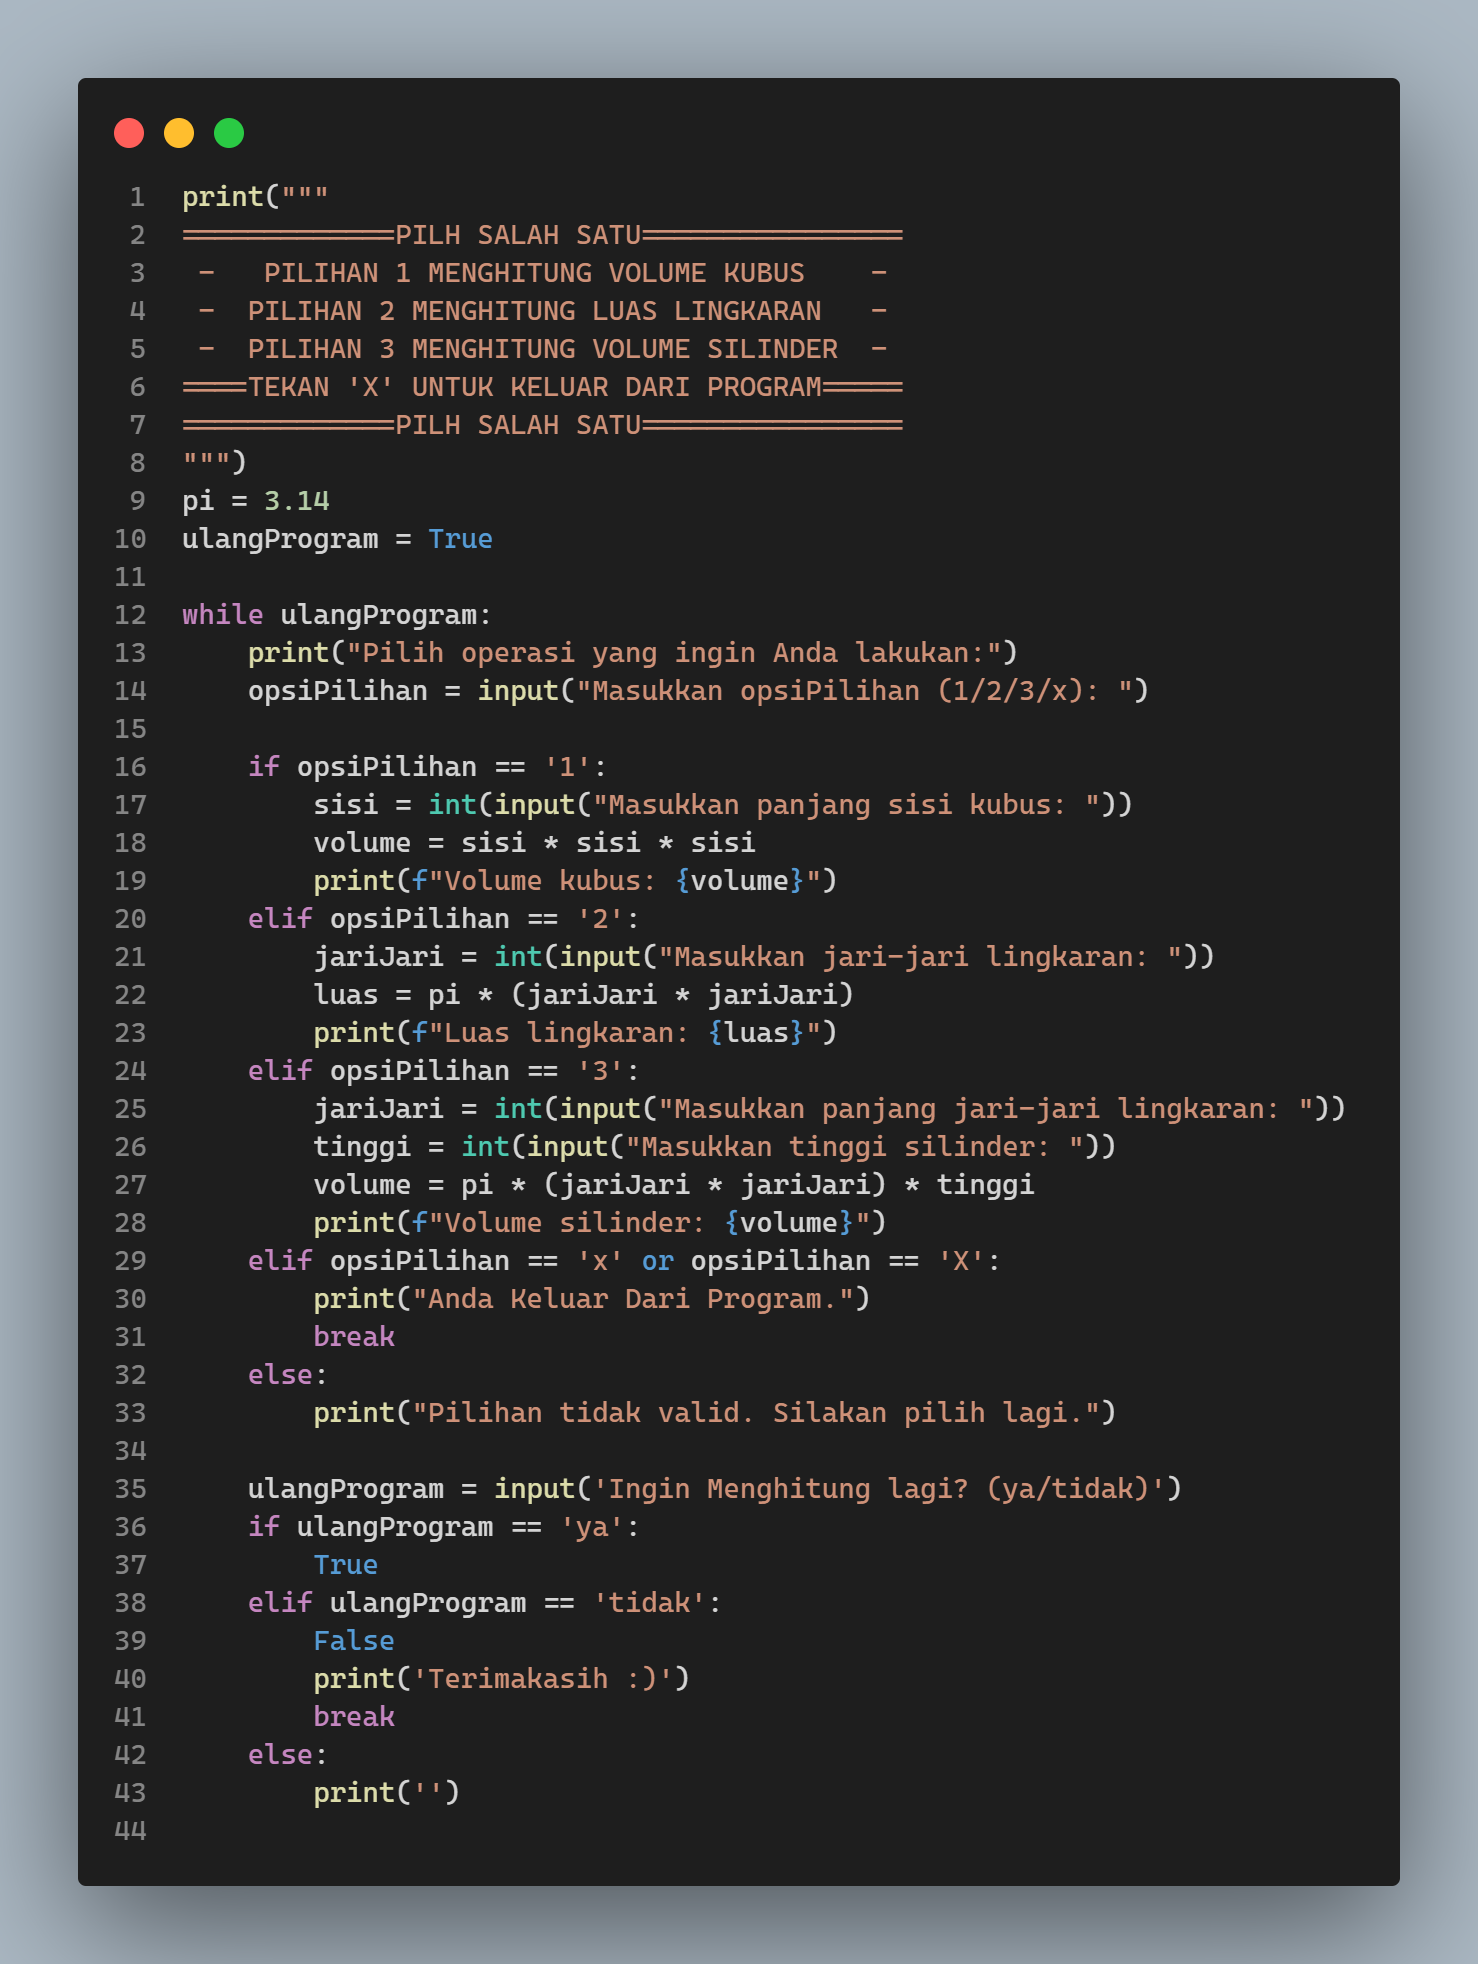 1 print("""
2 =============PILH SALAH SATU================
3  -   PILIHAN 1 MENGHITUNG VOLUME KUBUS    -
4  -  PILIHAN 2 MENGHITUNG LUAS LINGKARAN   -
5  -  PILIHAN 3 MENGHITUNG VOLUME SILINDER  -
6 ====TEKAN 'X' UNTUK KELUAR DARI PROGRAM=====
7 =============PILH SALAH SATU================
8 """)
9 pi = 3.14
10 ulangProgram = True
11
12 while ulangProgram:
13     print("Pilih operasi yang ingin Anda lakukan:")
14     opsiPilihan = input("Masukkan opsiPilihan (1/2/3/x): ")
15
16     if opsiPilihan == '1':
17         sisi = int(input("Masukkan panjang sisi kubus: "))
18         volume = sisi * sisi * sisi
19         print(f"Volume kubus: {volume}")
20     elif opsiPilihan == '2':
21         jariJari = int(input("Masukkan jari-jari lingkaran: "))
22         luas = pi * (jariJari * jariJari)
23         print(f"Luas lingkaran: {luas}")
24     elif opsiPilihan == '3':
25         jariJari = int(input("Masukkan panjang jari-jari lingkaran: "))
26         tinggi = int(input("Masukkan tinggi silinder: "))
27         volume = pi * (jariJari * jariJari) * tinggi
28         print(f"Volume silinder: {volume}")
29     elif opsiPilihan == 'x' or opsiPilihan == 'X':
30         print("Anda Keluar Dari Program.")
31         break
32     else:
33         print("Pilihan tidak valid. Silakan pilih lagi.")
34
35     ulangProgram = input('Ingin Menghitung lagi? (ya/tidak)')
36     if ulangProgram == 'ya':
37         True
38     elif ulangProgram == 'tidak':
39         False
40         print('Terimakasih :)')
41         break
42     else:
43         print('')
44